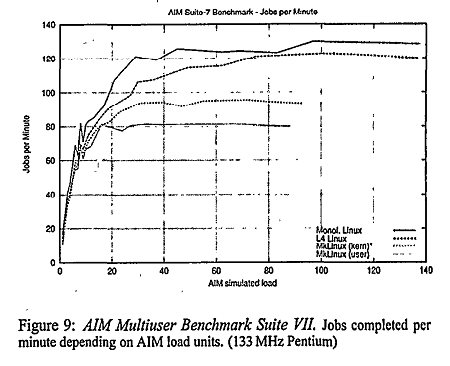 AIM Suite-7 Benchmark - Jobs per Minute
140
120
100
80
60
40
20
0
Jobs per Minute
0 20 40 60 80 100 120 140
AIM simulated load
Monol. Linux
L4 Linux
MkLinux (kern)
MkLinux (user)
Figure 9: AIM Multiuser Benchmark Suite VII. Jobs completed per
minute depending on AIM load units. (133 MHz Pentium)